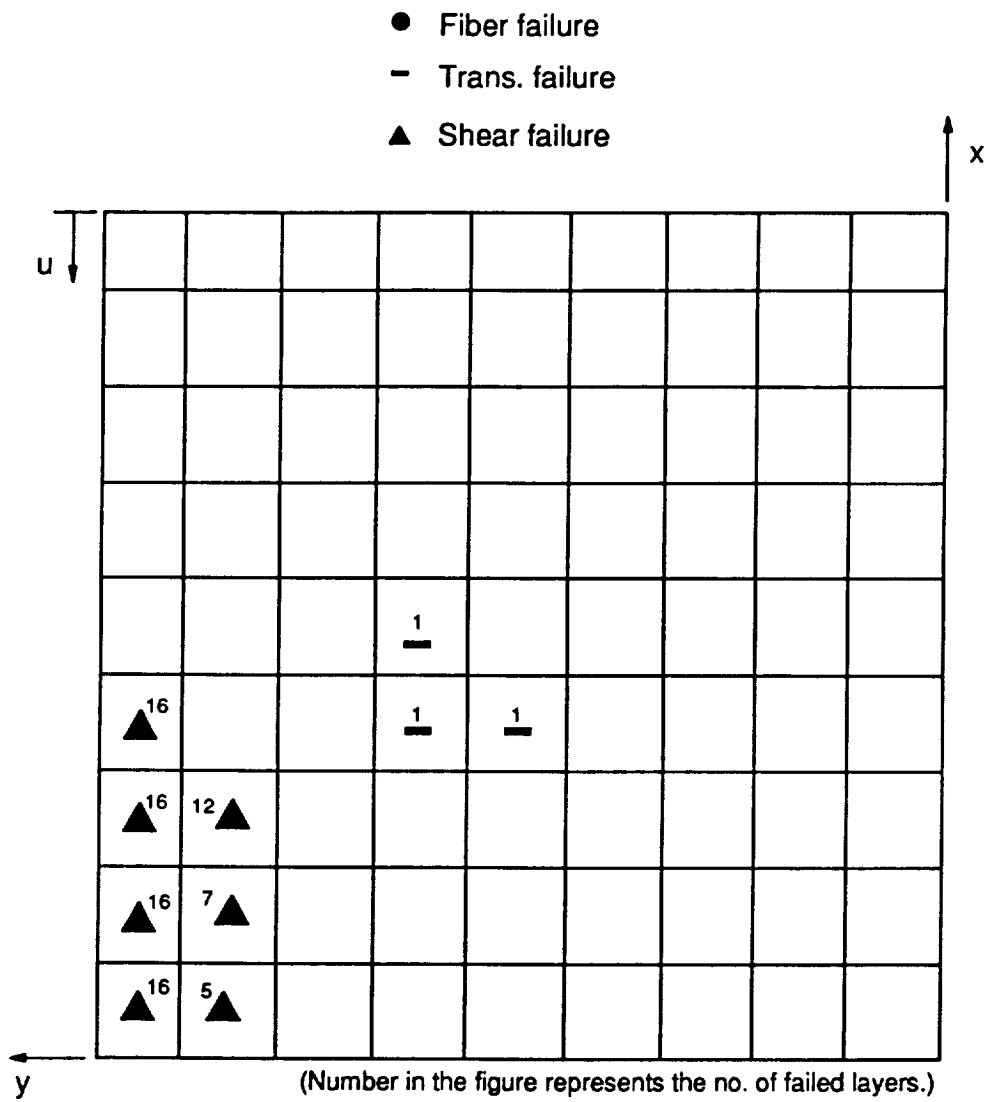 Fiber failure
Trans. failure
Shear failure
x
u
1
16
1
1
16
12
16
7
16
5
y
(Number in the figure represents the no. of failed layers.)